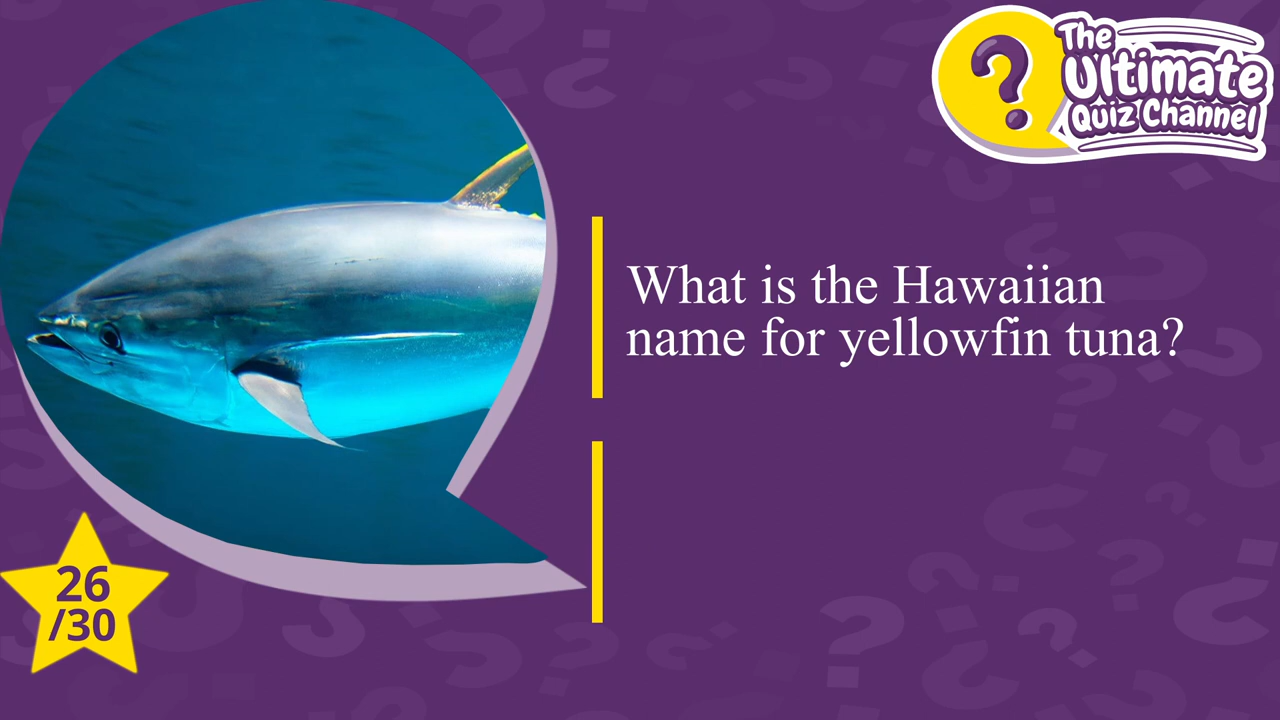 The
Ultimate
Quiz Channel
What is the Hawaiian
name for yellowfin tuna?
26
/30